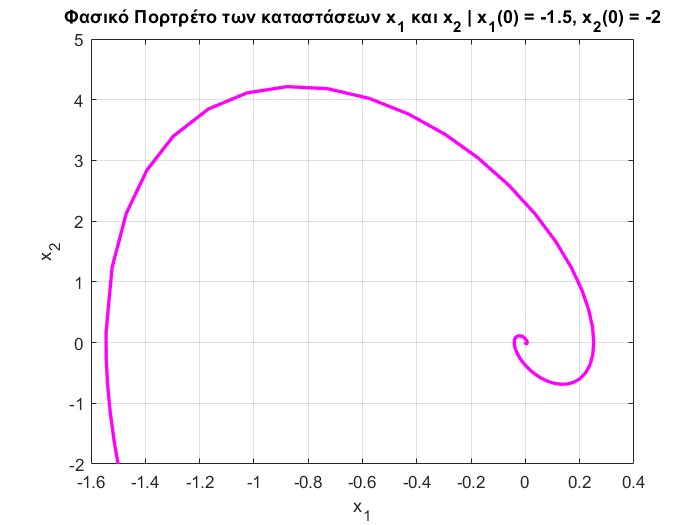 Φασικό Πορτρέτο των καταστάσεων x₁ και x₂ | x₁(0) = -1.5, x₂(0) = -2
5
4
3
2
1
0
-1
-2
x₂
-1.6 -1.4 -1.2 -1 -0.8 -0.6 -0.4 -0.2 0 0.2 0.4
x₁